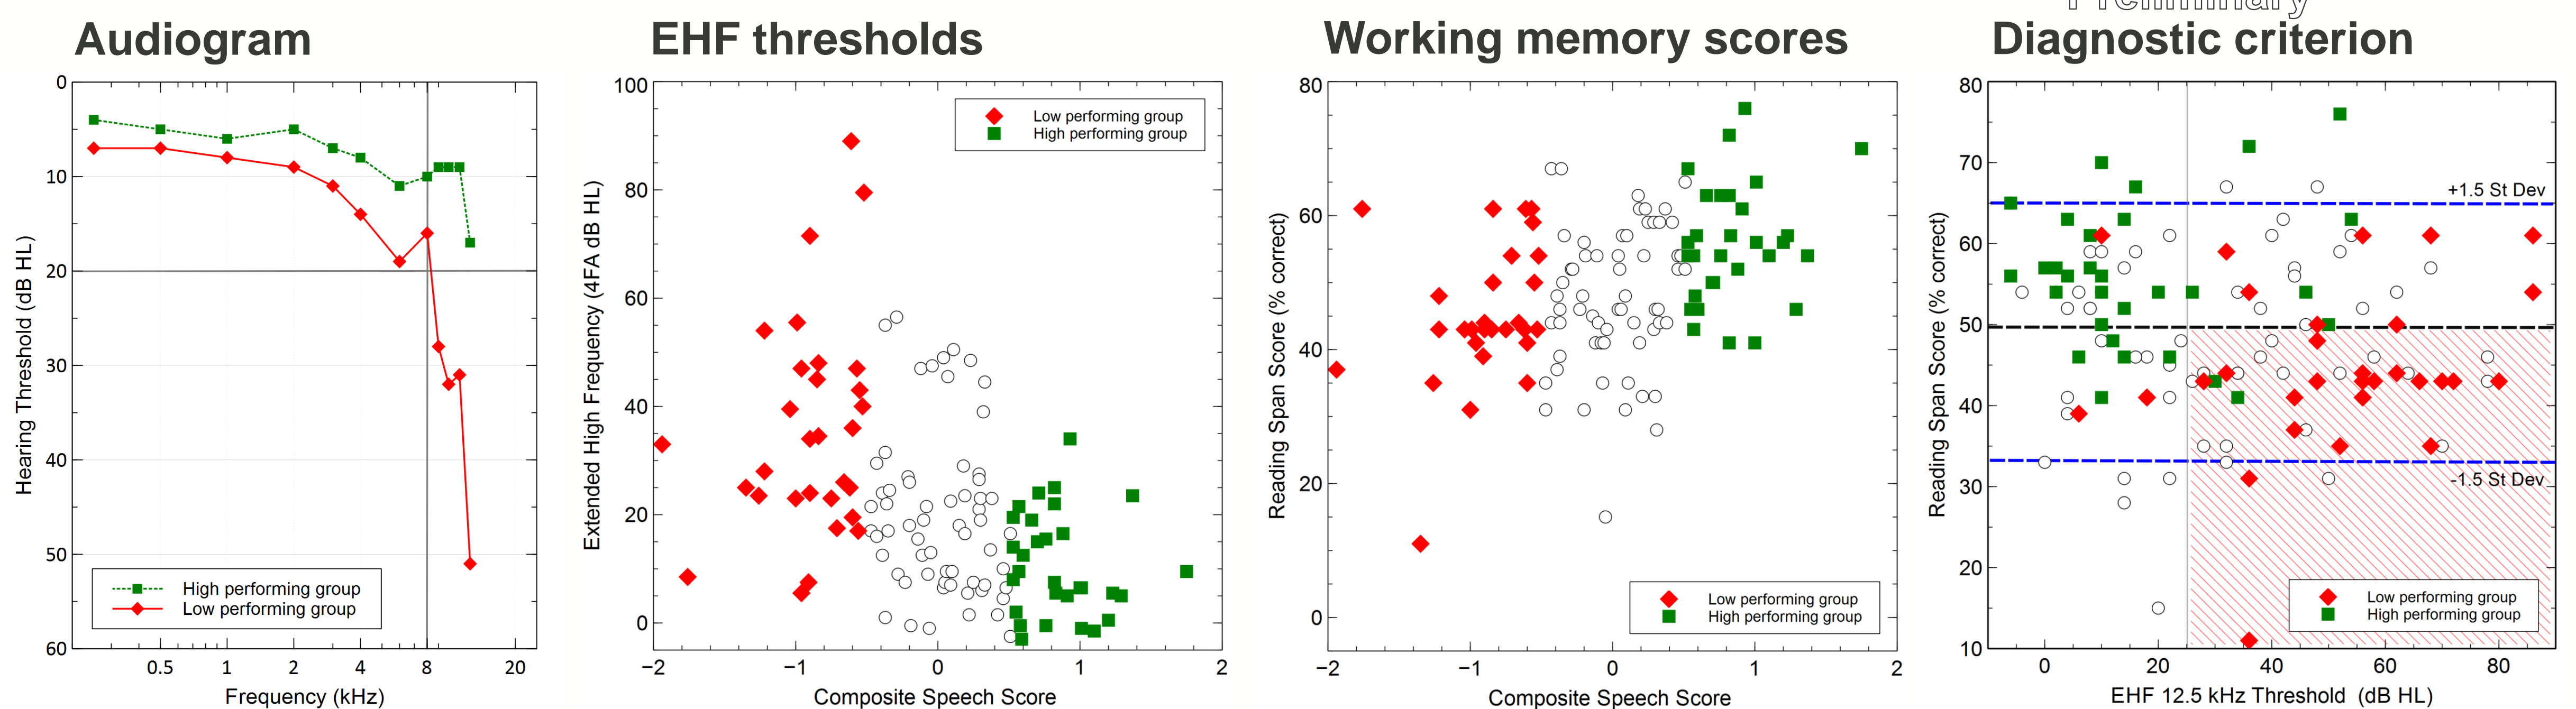 Preliminary
Audiogram
EHF thresholds
Working memory scores
Diagnostic criterion
0
10
20
30
40
50
60
Hearing Threshold (dB HL)
High performing group
Low performing group
0.5 1 2 4 8 20
Frequency (kHz)
100
80
60
40
20
0
Extended High Frequency (4FA dB HL)
Low performing group
High performing group
−2 −1 0 1 2
Composite Speech Score
80
60
40
20
0
Reading Span Score (% correct)
Low performing group
High performing group
−2 −1 0 1 2
Composite Speech Score
80
70
60
50
40
30
20
10
Reading Span Score (% correct)
+1.5 St Dev
-1.5 St Dev
Low performing group
High performing group
0 20 40 60 80
EHF 12.5 kHz Threshold (dB HL)